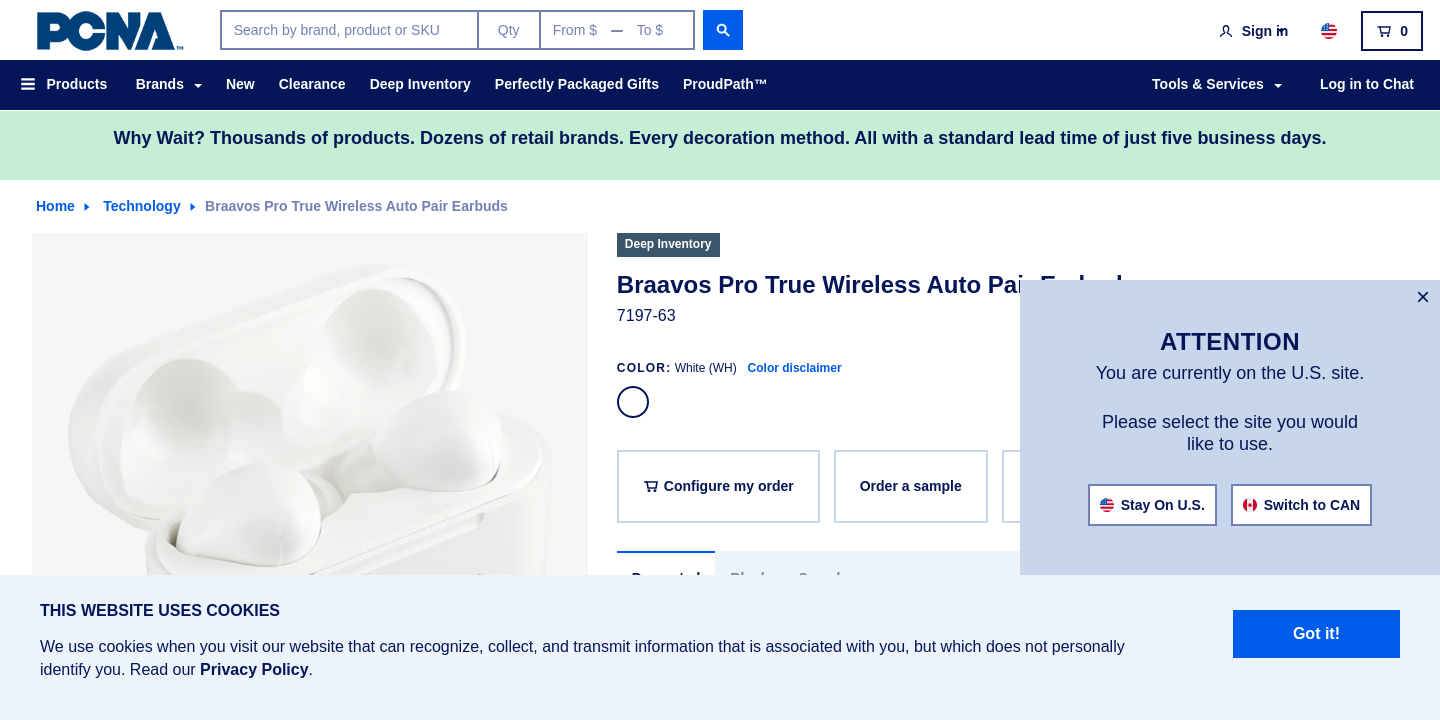 PCNA™
Search by brand, product or SKU
Qty
From $ — To $
Sign in
0
Products
Brands
New
Clearance
Deep Inventory
Perfectly Packaged Gifts
ProudPath™
Tools & Services
Log in to Chat
Why Wait? Thousands of products. Dozens of retail brands. Every decoration method. All with a standard lead time of just five business days.
Home
Technology
Braavos Pro True Wireless Auto Pair Earbuds
Deep Inventory
Braavos Pro True Wireless Auto Pair
7197-63
COLOR: White (WH) Color disclaimer
Configure my order
Order a sample
×
ATTENTION
You are currently on the U.S. site.
Please select the site you would
like to use.
Stay On U.S.
Switch to CAN
THIS WEBSITE USES COOKIES
We use cookies when you visit our website that can recognize, collect, and transmit information that is associated with you, but which does not personally
identify you. Read our Privacy Policy.
Got it!